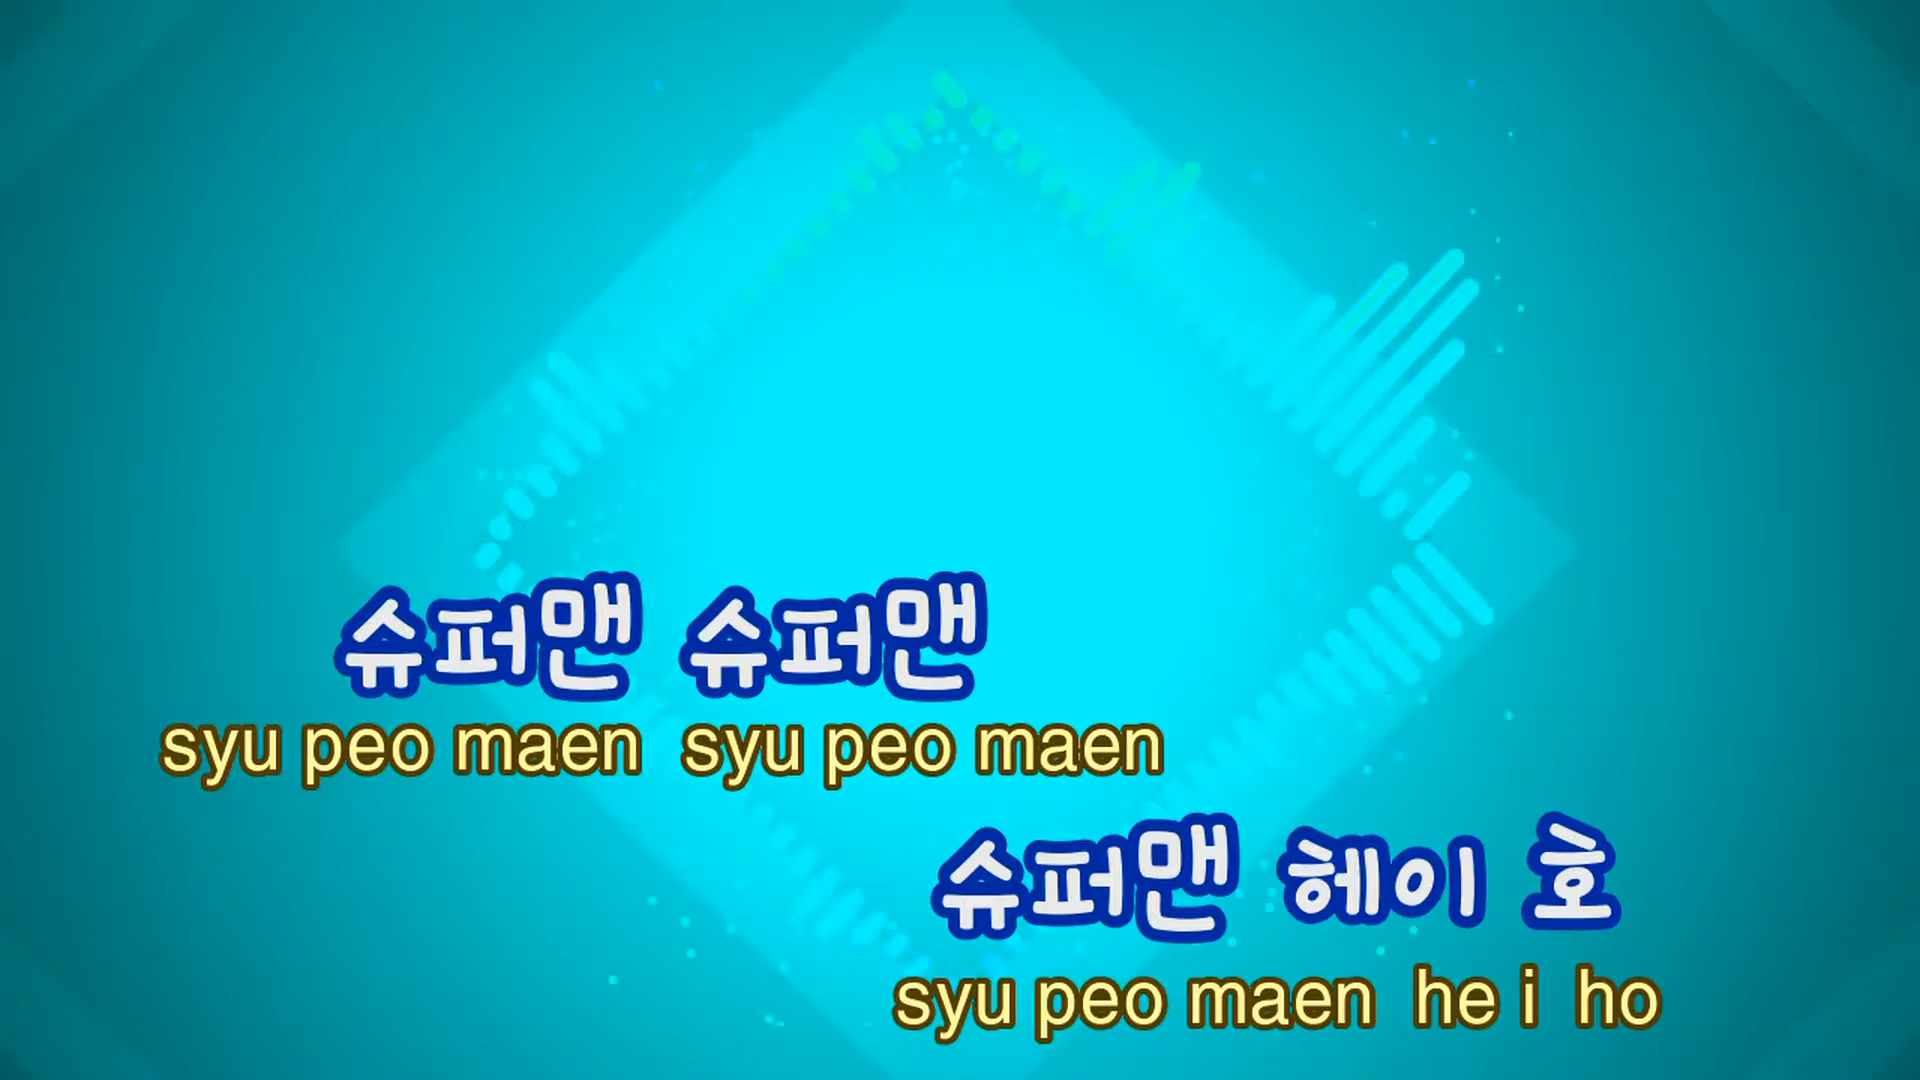 슈퍼맨 슈퍼맨
syu peo maen syu peo maen
슈퍼맨 헤이 호
syu peo maen he i ho